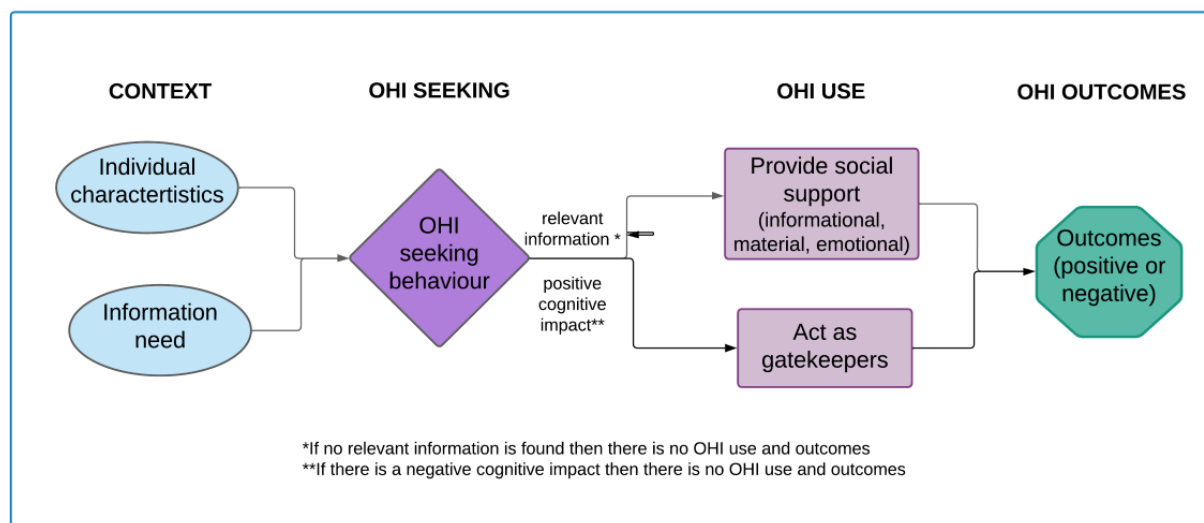 CONTEXT
OHI SEEKING
OHI USE
OHI OUTCOMES
Individual
charactertistics
Information
need
OHI
seeking
behaviour
relevant
information *
positive
cognitive
impact**
Provide social
support
(informational,
material, emotional)
Act as
gatekeepers
Outcomes
(positive or
negative)
*If no relevant information is found then there is no OHI use and outcomes
**If there is a negative cognitive impact then there is no OHI use and outcomes